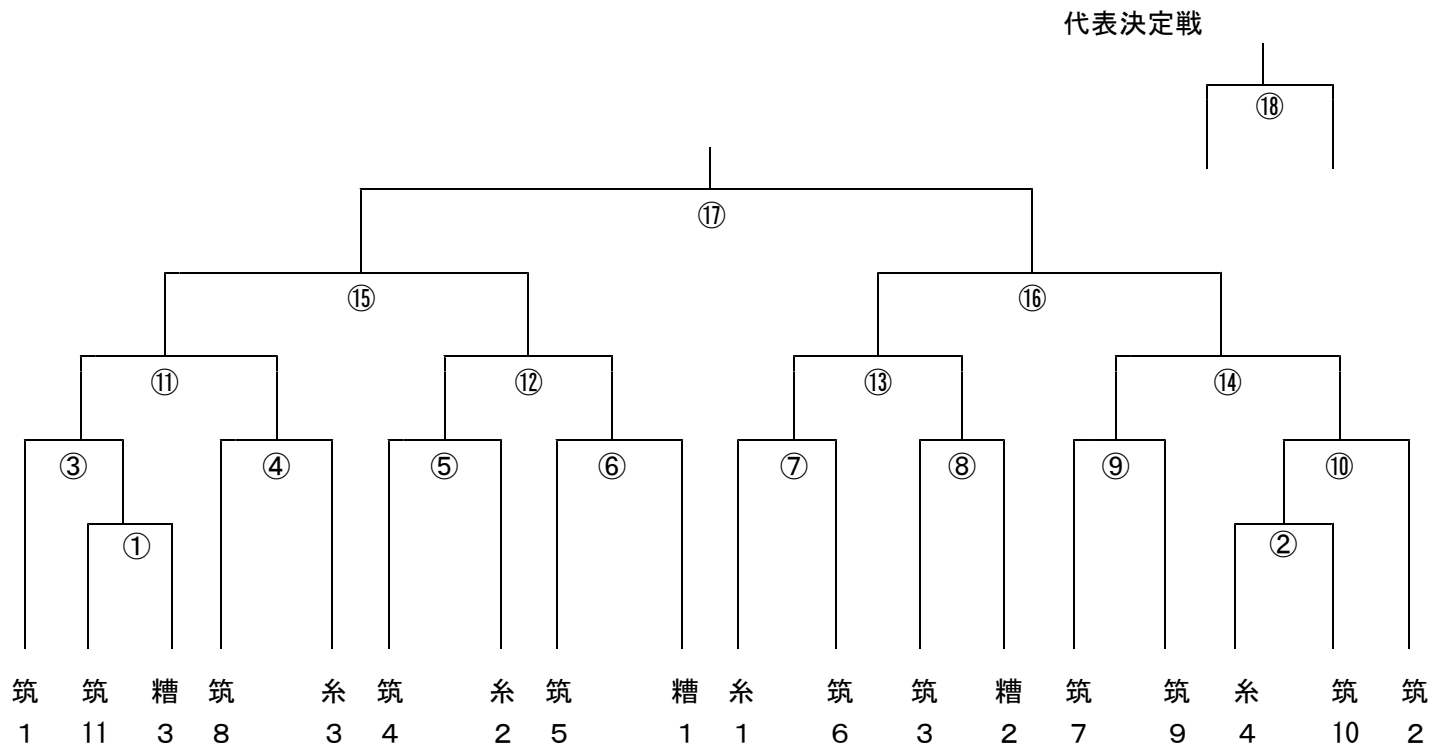 代表決定戦
⑱
⑰
⑮ ⑯
⑪ ⑫ ⑬ ⑭
③ ④ ⑤ ⑥ ⑦ ⑧ ⑨ ⑩
① ②
筑 筑 糟 筑 糸 筑 糸 筑 糟 糸 筑 筑 糟 筑 筑 糸 筑 筑
1 11 3 8 3 4 2 5 1 1 6 3 2 7 9 4 10 2